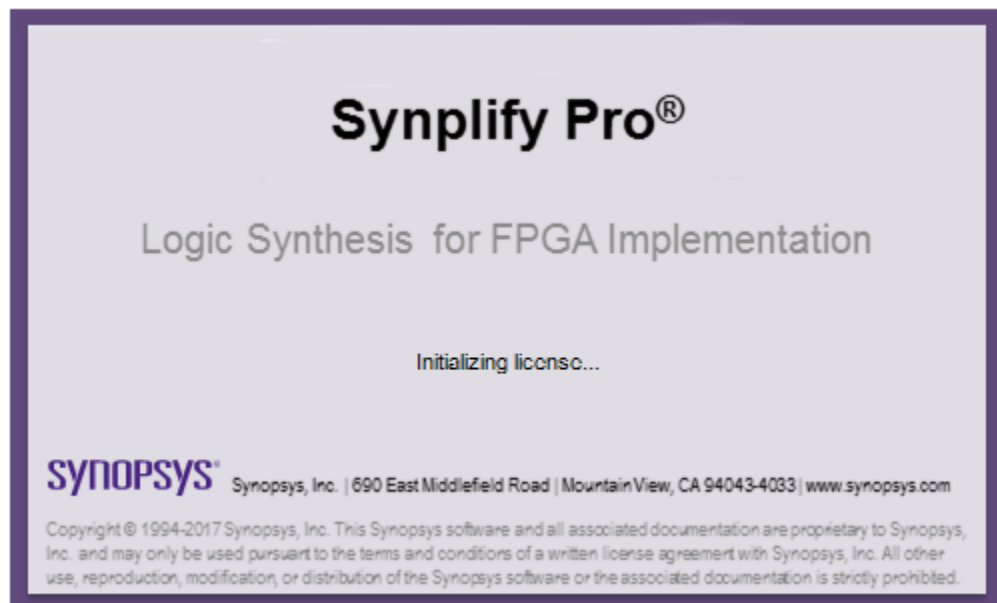 Synplify Pro®
Logic Synthesis for FPGA Implementation
Initializing license...
SYNOPSYS® Synopsys, Inc. | 690 East Middlefield Road | Mountain View, CA 94043-4033 | www.synopsys.com
Copyright © 1994-2017 Synopsys, Inc. This Synopsys software and all associated documentation are proprietary to Synopsys,
Inc. and may only be used pursuant to the terms and conditions of a written license agreement with Synopsys, Inc. All other
use, reproduction, modification, or distribution of the Synopsys software or the associated documentation is strictly prohibited.